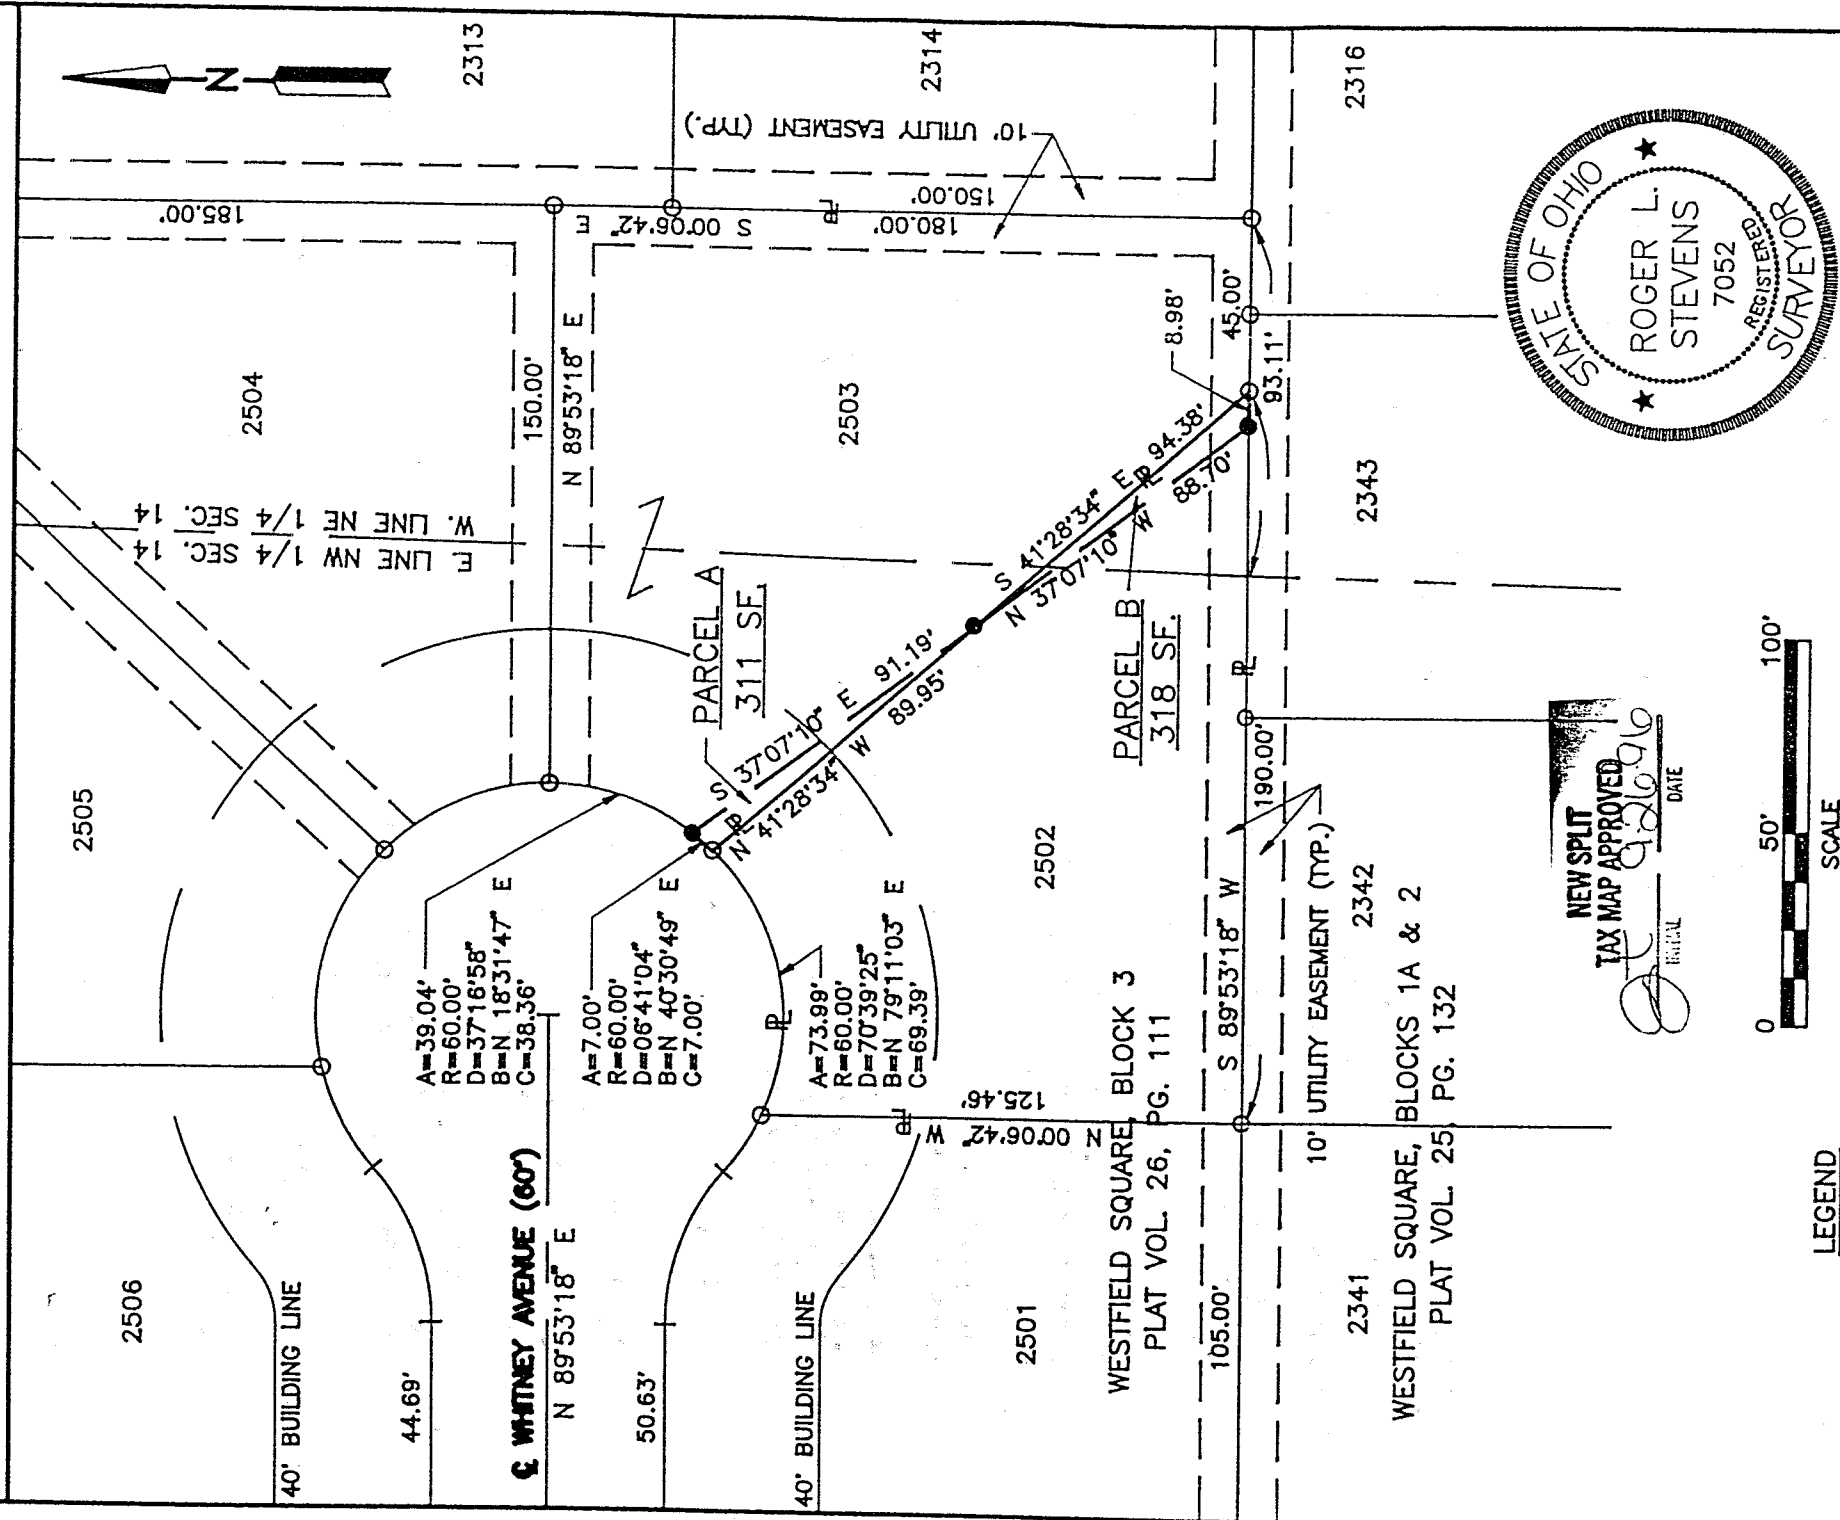 2313
2314
2316
N
10' UTILITY EASEMENT (TYP.)
185.00'
S 00°06'42" E
150.00'
180.00'
2504
150.00'
N 89°53'18" E
2503
8.98'
45.00'
93.11'
W. LINE NE 1/4 SEC. 14
E. LINE NW 1/4 SEC. 14
S 41°28'34" E 94.38'
N 37°07'10" W 88.70'
2343
PARCEL A
311 SF.
S 37°07'10" E 91.19'
N 41°28'34" W 89.95'
PARCEL B
318 SF.
2505
A=39.04'
R=60.00'
D=37°16'58"
B=N 18°31'47" E
C=38.36'
A=7.00'
R=60.00'
D=06°41'04"
B=N 40°30'49" E
C=7.00'
A=73.99'
R=60.00'
D=70°39'25"
B=N 79°11'03" E
C=69.39'
2502
S 89°53'18" W
190.00'
10' UTILITY EASEMENT (TYP.)
2342
N 00°06'42" W
125.46'
2506
40' BUILDING LINE
44.69'
℄ WHITNEY AVENUE (60')
N 89°53'18" E
50.63'
40' BUILDING LINE
2501
WESTFIELD SQUARE, BLOCK 3
PLAT VOL. 26, PG. 111
105.00'
2341
WESTFIELD SQUARE, BLOCKS 1A & 2
PLAT VOL. 25, PG. 132
STATE OF OHIO
ROGER L.
STEVENS
7052
REGISTERED
SURVEYOR
NEW SPLIT
TAX MAP APPROVED
9-26-96
INITIAL
DATE
0 50' 100'
SCALE
LEGEND